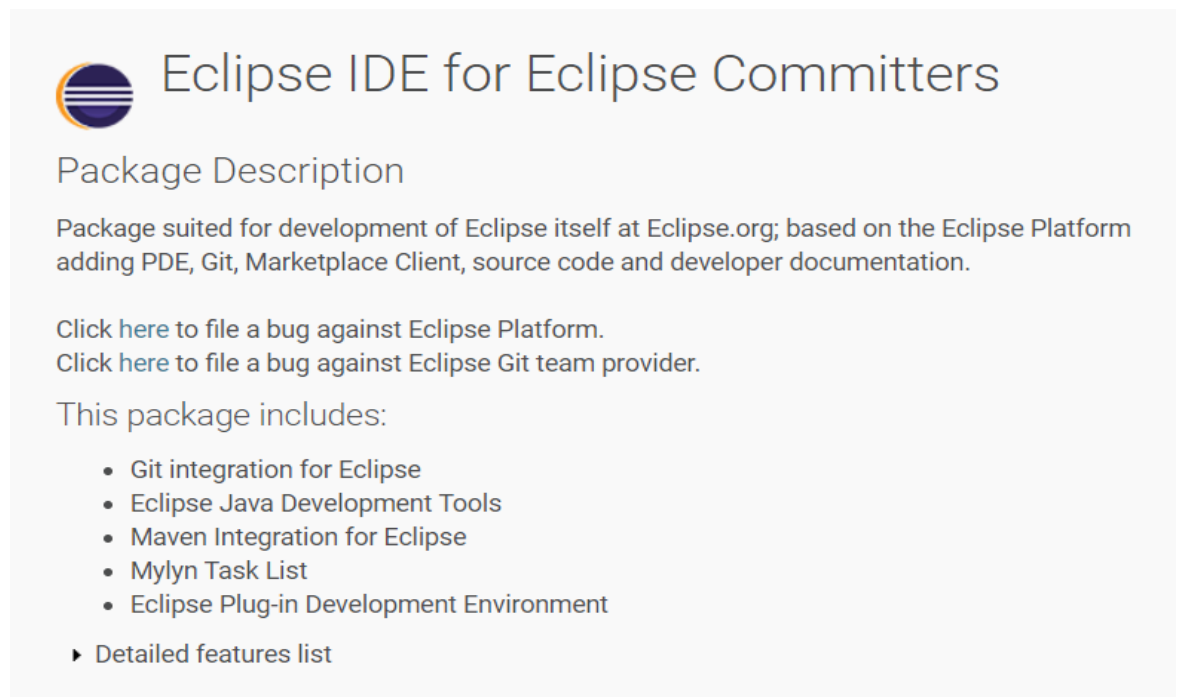 Eclipse IDE for Eclipse Committers
Package Description
Package suited for development of Eclipse itself at Eclipse.org; based on the Eclipse Platform
adding PDE, Git, Marketplace Client, source code and developer documentation.
Click here to file a bug against Eclipse Platform.
Click here to file a bug against Eclipse Git team provider.
This package includes:
• Git integration for Eclipse
• Eclipse Java Development Tools
• Maven Integration for Eclipse
• Mylyn Task List
• Eclipse Plug-in Development Environment
Detailed features list